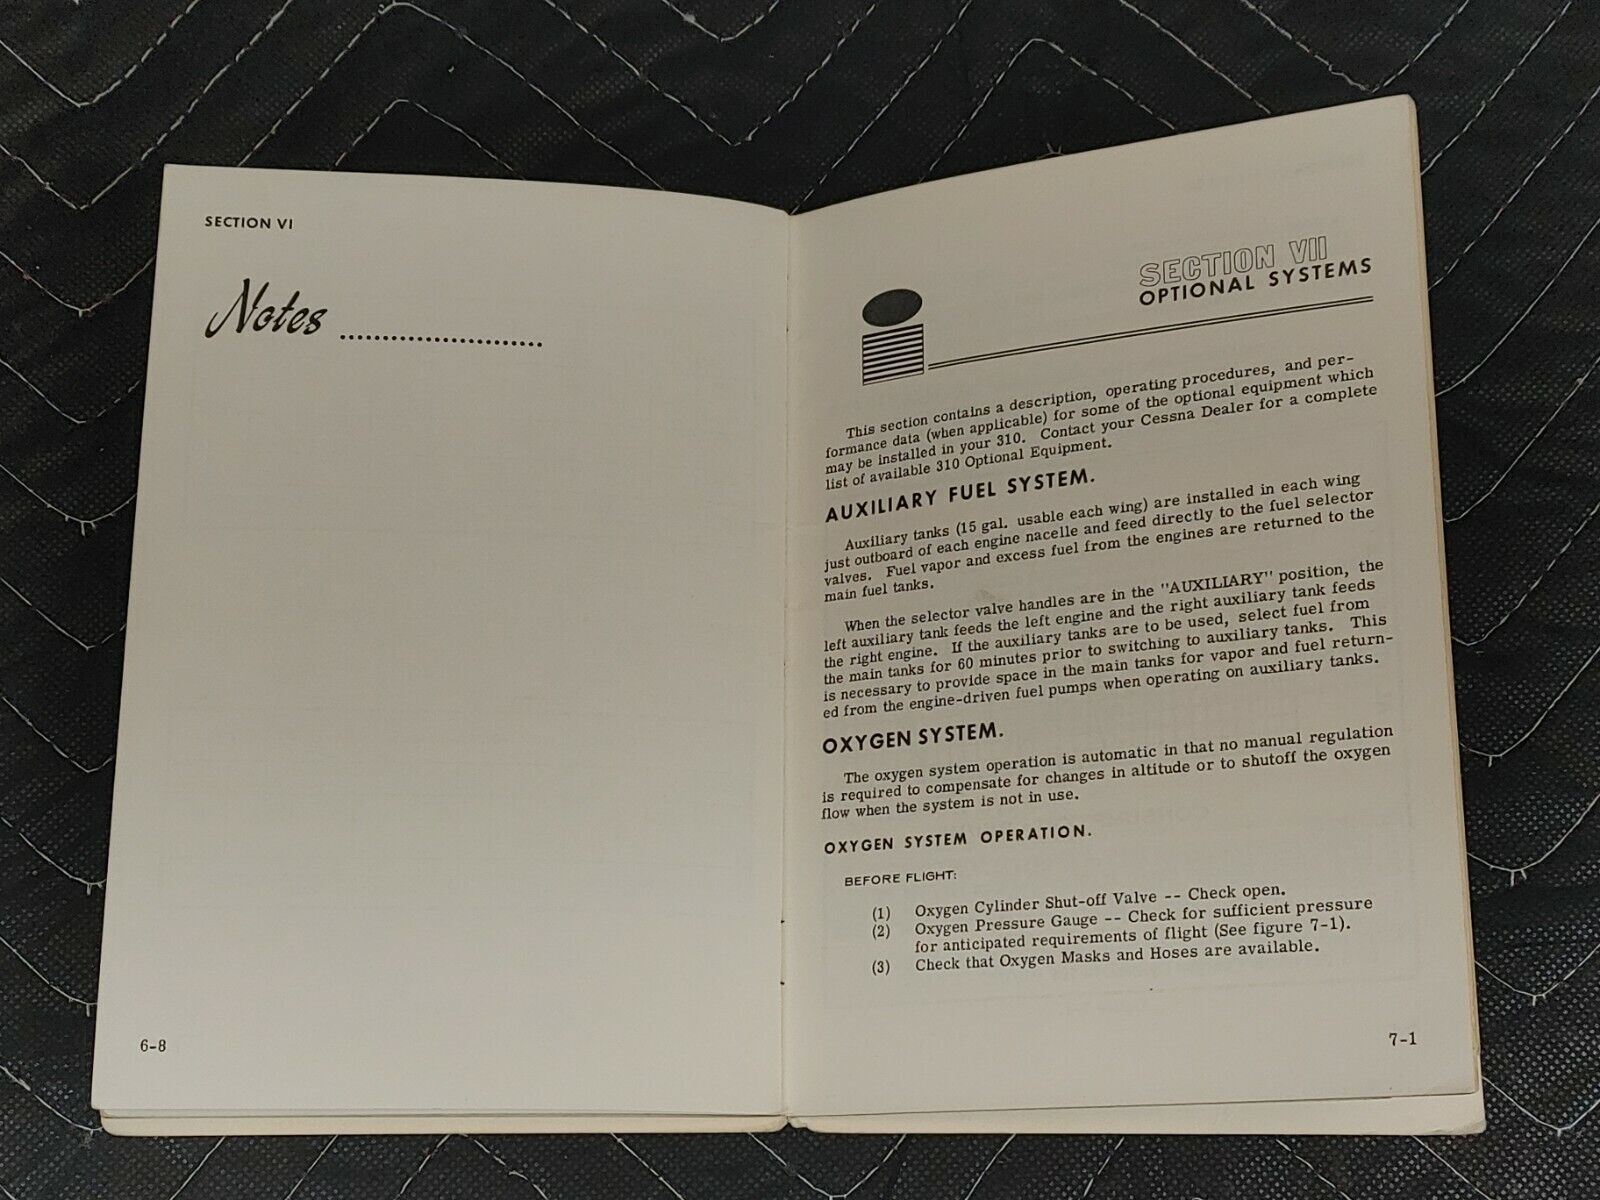 SECTION VI
Notes ........................
6-8
SECTION VII
OPTIONAL SYSTEMS
This section contains a description, operating procedures, and per-
formance data (when applicable) for some of the optional equipment which
may be installed in your 310. Contact your Cessna Dealer for a complete
list of available 310 Optional Equipment.
AUXILIARY FUEL SYSTEM.
Auxiliary tanks (15 gal. usable each wing) are installed in each wing
just outboard of each engine nacelle and feed directly to the fuel selector
valves. Fuel vapor and excess fuel from the engines are returned to the
main fuel tanks.
When the selector valve handles are in the "AUXILIARY" position, the
left auxiliary tank feeds the left engine and the right auxiliary tank feeds
the right engine. If the auxiliary tanks are to be used, select fuel from
the main tanks for 60 minutes prior to switching to auxiliary tanks. This
is necessary to provide space in the main tanks for vapor and fuel return-
ed from the engine-driven fuel pumps when operating on auxiliary tanks.
OXYGEN SYSTEM.
The oxygen system operation is automatic in that no manual regulation
is required to compensate for changes in altitude or to shutoff the oxygen
flow when the system is not in use.
OXYGEN SYSTEM OPERATION.
BEFORE FLIGHT:
(1) Oxygen Cylinder Shut-off Valve -- Check open.
(2) Oxygen Pressure Gauge -- Check for sufficient pressure
for anticipated requirements of flight (See figure 7-1).
(3) Check that Oxygen Masks and Hoses are available.
7-1